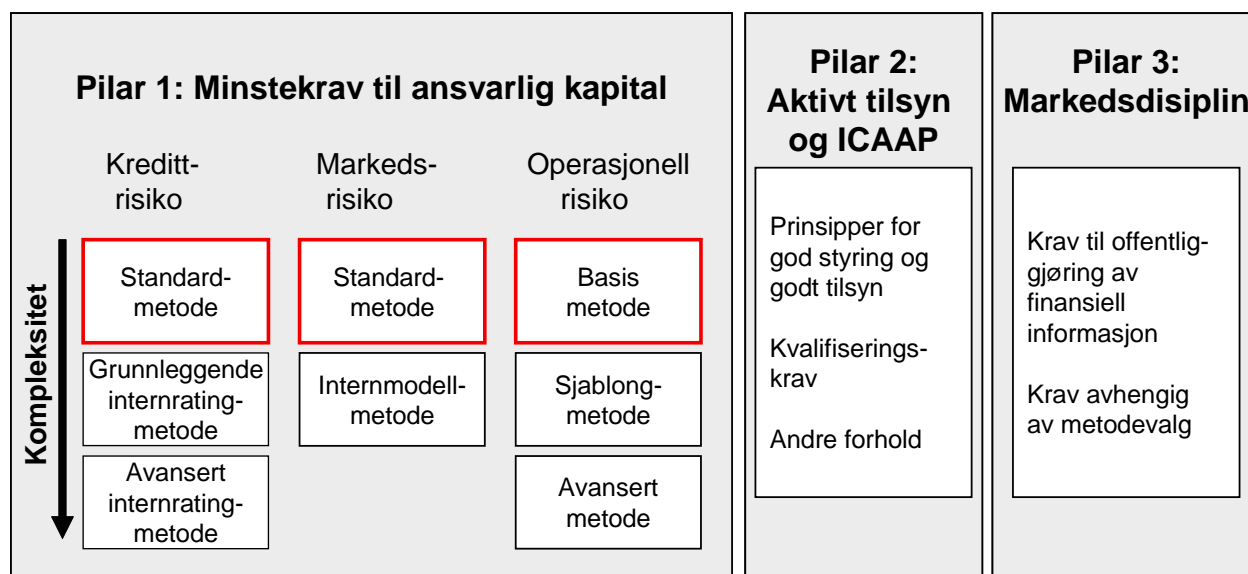 Pilar 1: Minstekrav til ansvarlig kapital
Kreditt-
risiko
Markeds-
risiko
Operasjonell
risiko
Kompleksitet
Standard-
metode
Standard-
metode
Basis
metode
Grunnleggende
internrating-
metode
Internmodell-
metode
Sjablong-
metode
Avansert
internrating-
metode
Avansert
metode
Pilar 2:
Aktivt tilsyn
og ICAAP
Prinsipper for
god styring og
godt tilsyn
Kvalifiserings-
krav
Andre forhold
Pilar 3:
Markedsdisiplin
Krav til offentlig-
gjøring av
finansiell
informasjon
Krav avhengig
av metodevalg